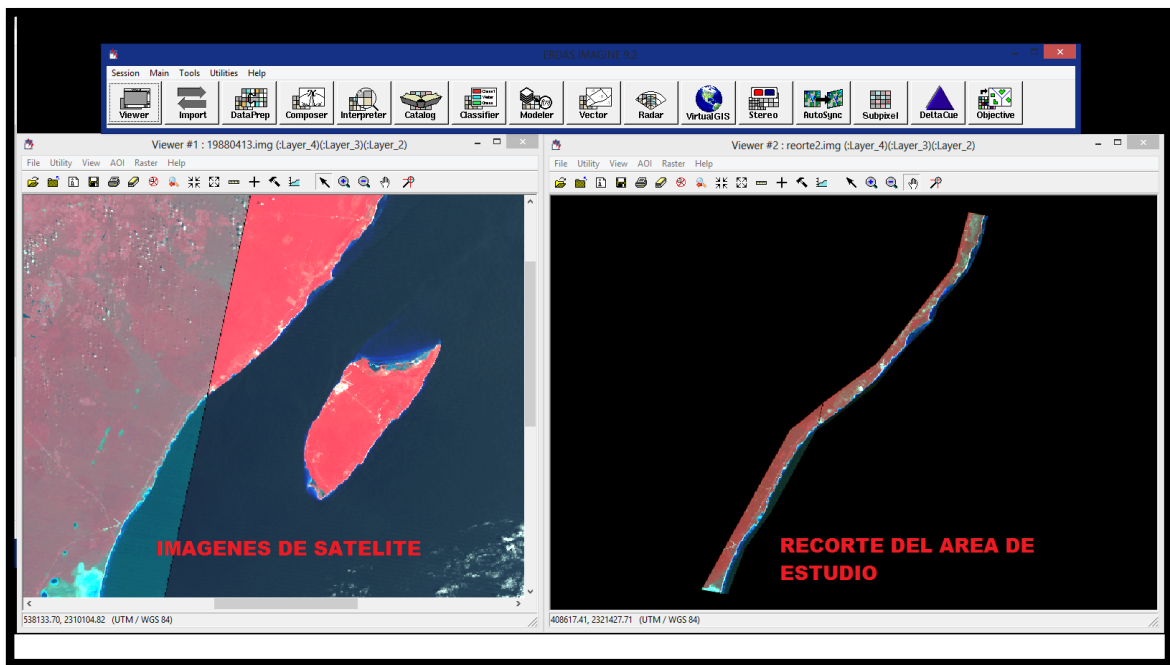 ERDAS IMAGINE 9.2
Session Main Tools Utilities Help
Viewer Import DataPrep Composer Interpreter Catalog Classifier Modeler Vector Radar VirtualGIS Stereo AutoSync Subpixel DeltaCue Objective
Viewer #1 : 19880413.img (:Layer_4)(:Layer_3)(:Layer_2)
File Utility View AOI Raster Help
IMAGENES DE SATELITE
538133.70, 2310104.82 (UTM / WGS 84)
Viewer #2 : reorte2.img (:Layer_4)(:Layer_3)(:Layer_2)
File Utility View AOI Raster Help
RECORTE DEL AREA DE
ESTUDIO
408617.41, 2321427.71 (UTM / WGS 84)